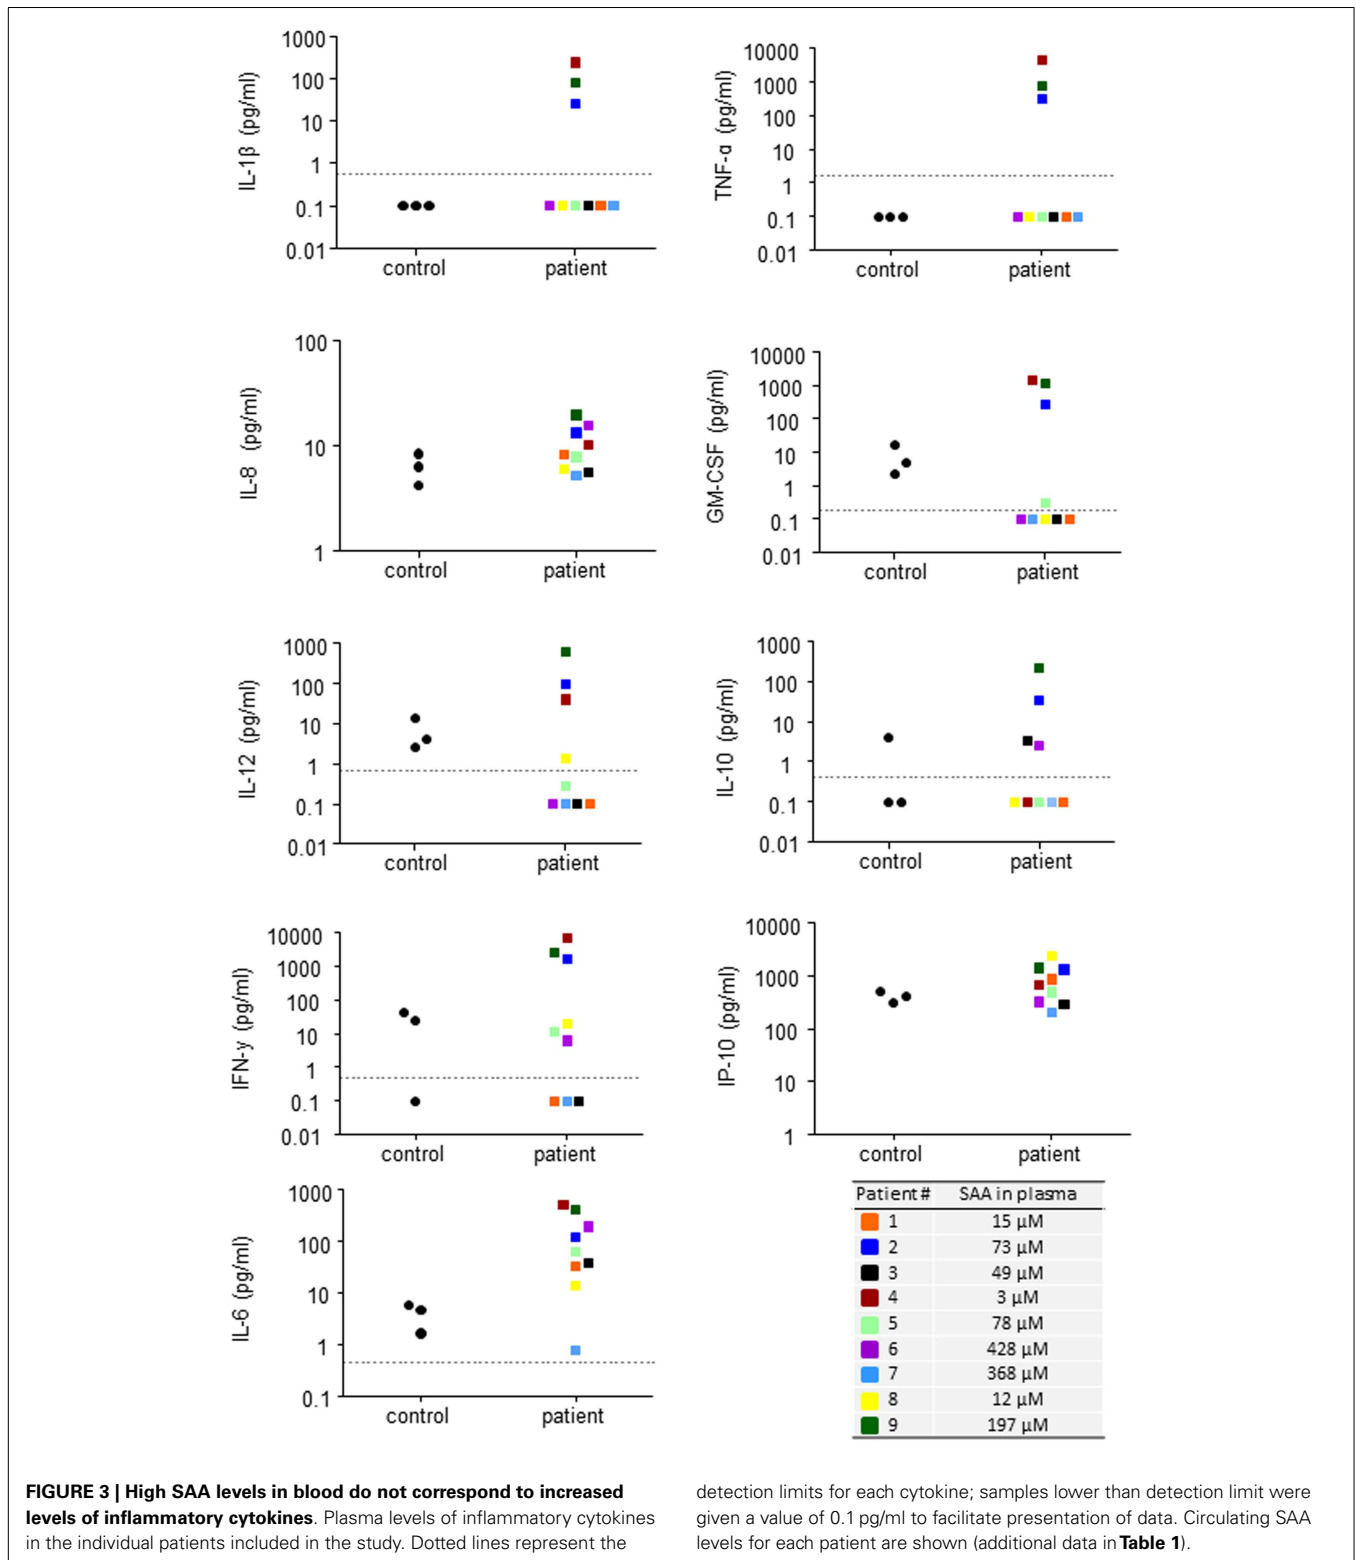 IL-1β (pg/ml)
1000
100
10
1
0.1
0.01
control patient
TNF-ɑ (pg/ml)
10000
1000
100
10
1
0.1
0.01
control patient
IL-8 (pg/ml)
100
10
1
control patient
GM-CSF (pg/ml)
10000
1000
100
10
1
0.1
0.01
control patient
IL-12 (pg/ml)
1000
100
10
1
0.1
0.01
control patient
IL-10 (pg/ml)
1000
100
10
1
0.1
0.01
control patient
IFN-y (pg/ml)
10000
1000
100
10
1
0.1
0.01
control patient
IP-10 (pg/ml)
10000
1000
100
10
1
control patient
IL-6 (pg/ml)
1000
100
10
1
0.1
control patient
Patient# SAA in plasma
1 15 µM
2 73 µM
3 49 µM
4 3 µM
5 78 µM
6 428 µM
7 368 µM
8 12 µM
9 197 µM
FIGURE 3 | High SAA levels in blood do not correspond to increased
levels of inflammatory cytokines. Plasma levels of inflammatory cytokines
in the individual patients included in the study. Dotted lines represent the
detection limits for each cytokine; samples lower than detection limit were
given a value of 0.1 pg/ml to facilitate presentation of data. Circulating SAA
levels for each patient are shown (additional data in Table 1).